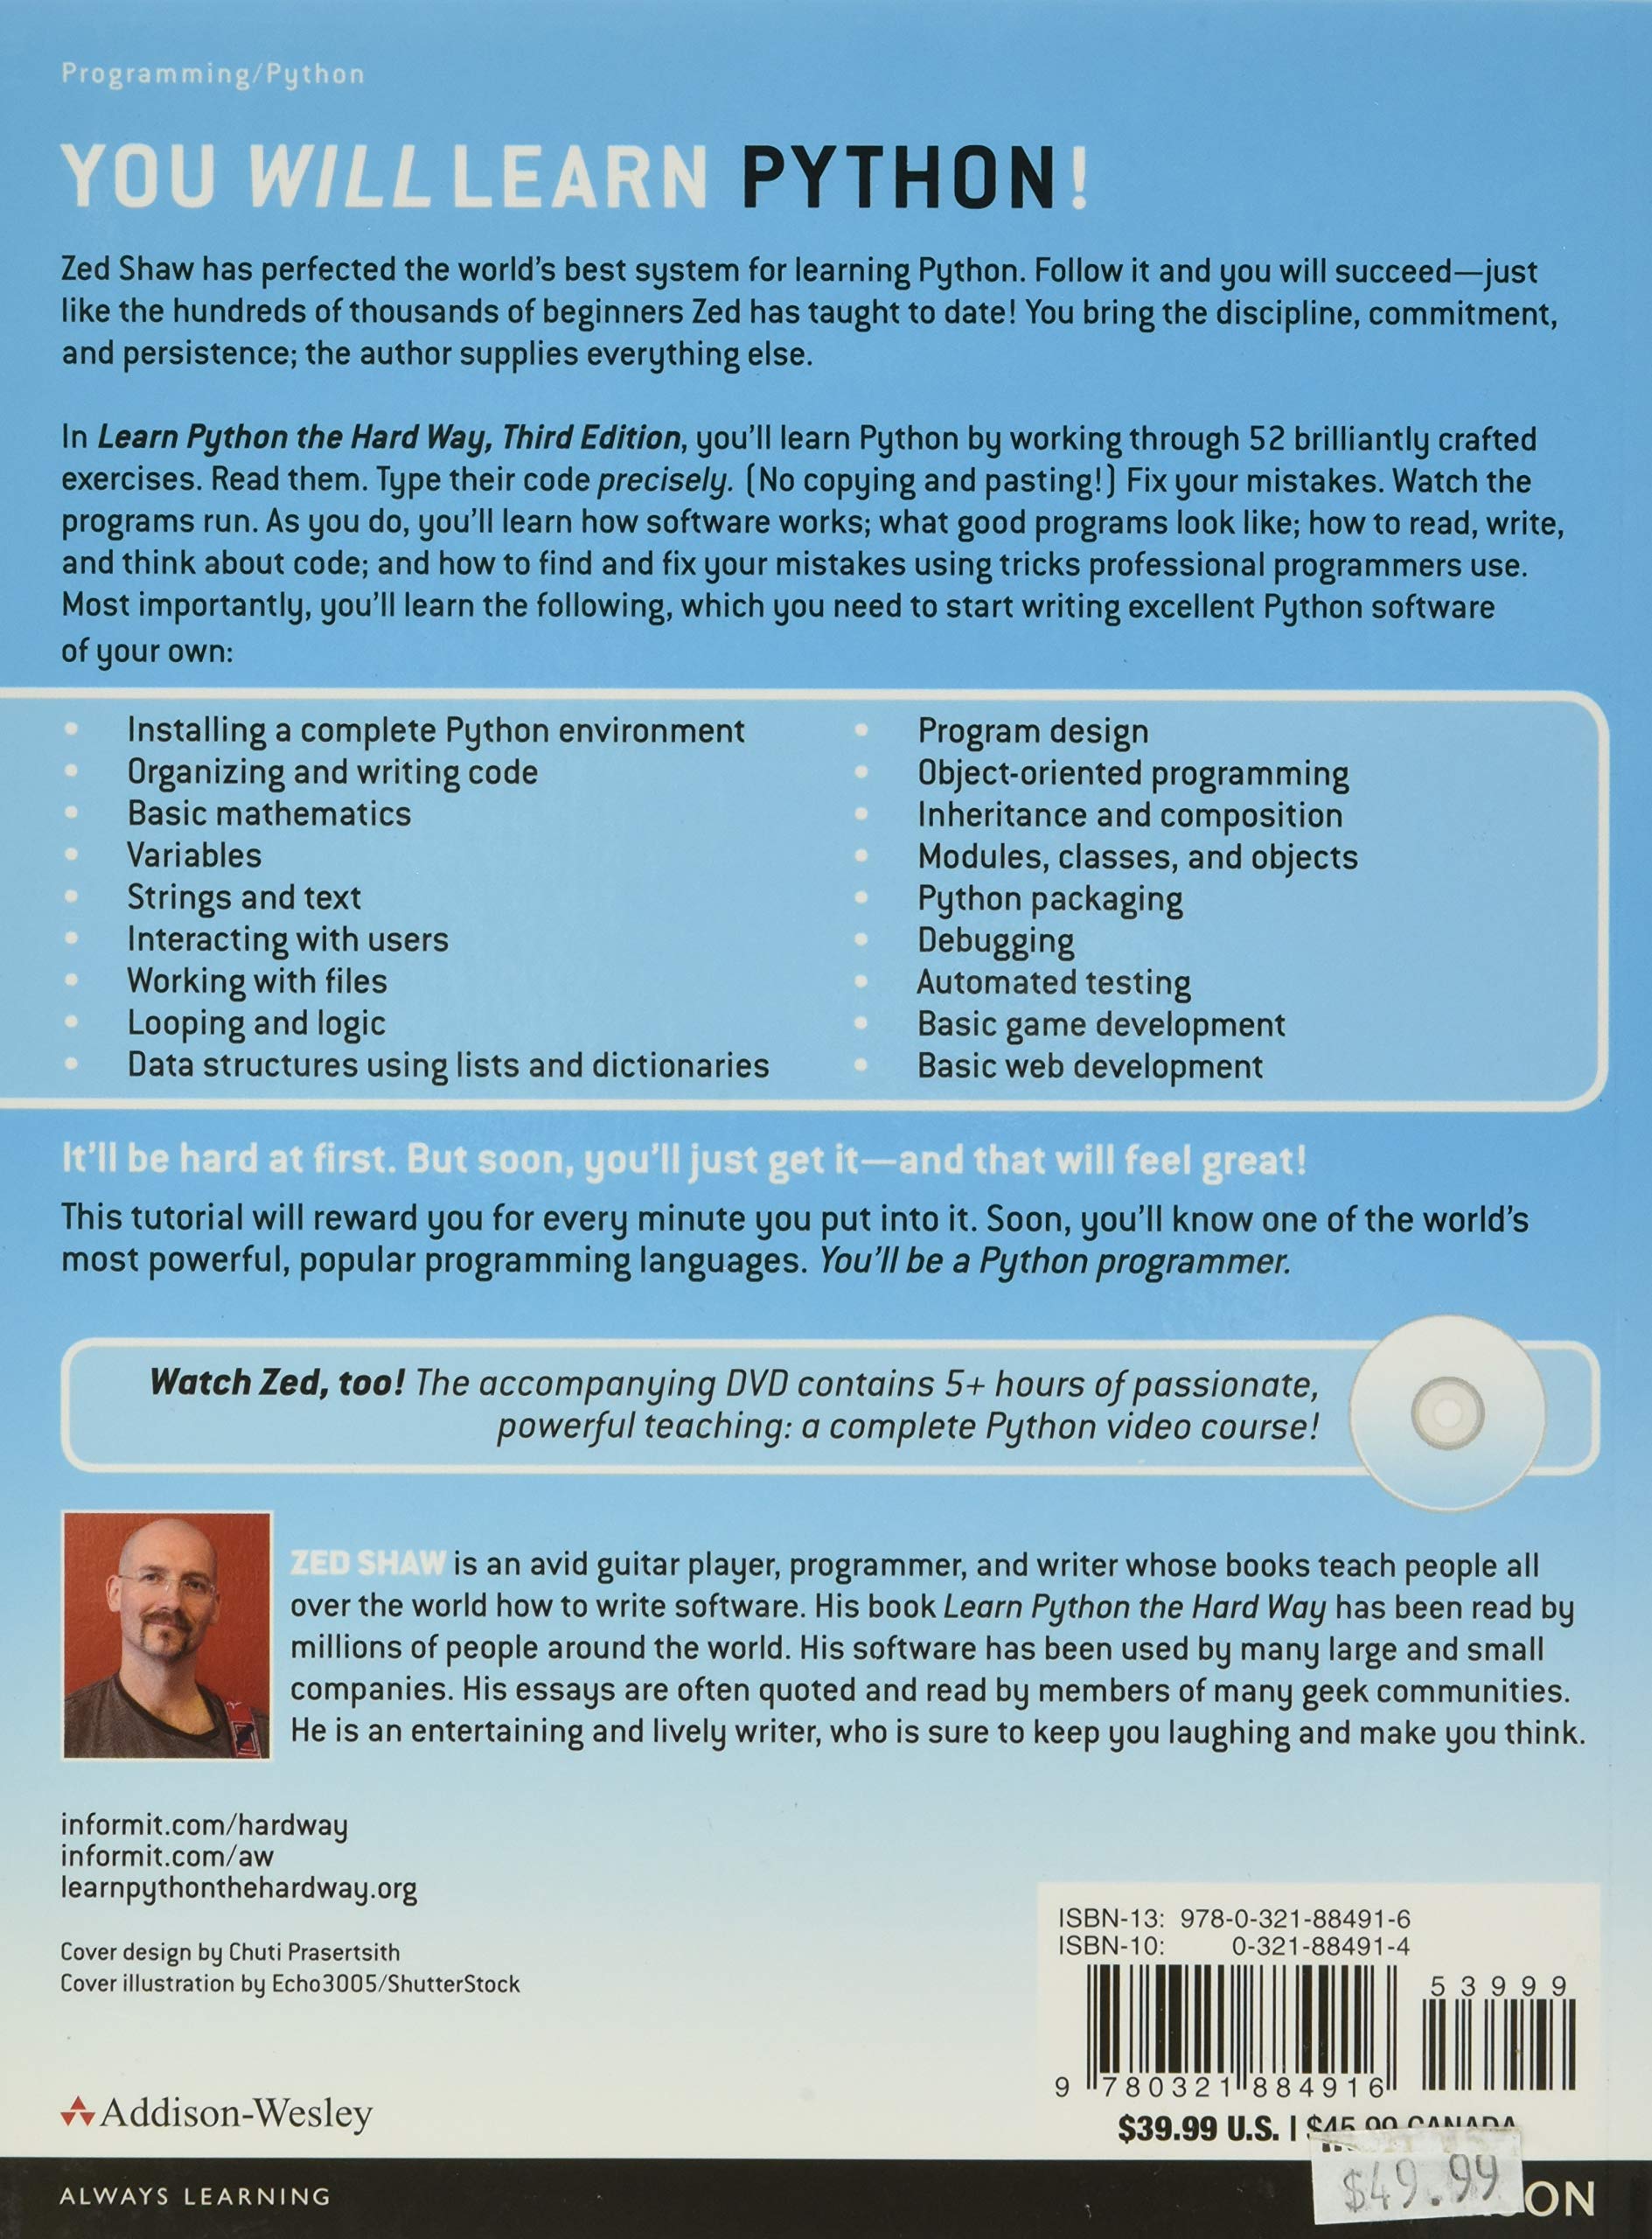 Programming/Python
YOU WILL LEARN PYTHON!
Zed Shaw has perfected the world's best system for learning Python. Follow it and you will succeed—just
like the hundreds of thousands of beginners Zed has taught to date! You bring the discipline, commitment,
and persistence; the author supplies everything else.
In Learn Python the Hard Way, Third Edition, you'll learn Python by working through 52 brilliantly crafted
exercises. Read them. Type their code precisely. (No copying and pasting!) Fix your mistakes. Watch the
programs run. As you do, you'll learn how software works; what good programs look like; how to read, write,
and think about code; and how to find and fix your mistakes using tricks professional programmers use.
Most importantly, you'll learn the following, which you need to start writing excellent Python software
of your own:
• Installing a complete Python environment
• Organizing and writing code
• Basic mathematics
• Variables
• Strings and text
• Interacting with users
• Working with files
• Looping and logic
• Data structures using lists and dictionaries
• Program design
• Object-oriented programming
• Inheritance and composition
• Modules, classes, and objects
• Python packaging
• Debugging
• Automated testing
• Basic game development
• Basic web development
It'll be hard at first. But soon, you'll just get it—and that will feel great!
This tutorial will reward you for every minute you put into it. Soon, you'll know one of the world's
most powerful, popular programming languages. You'll be a Python programmer.
Watch Zed, too! The accompanying DVD contains 5+ hours of passionate,
powerful teaching: a complete Python video course!
ZED SHAW is an avid guitar player, programmer, and writer whose books teach people all
over the world how to write software. His book Learn Python the Hard Way has been read by
millions of people around the world. His software has been used by many large and small
companies. His essays are often quoted and read by members of many geek communities.
He is an entertaining and lively writer, who is sure to keep you laughing and make you think.
informit.com/hardway
informit.com/aw
learnpythonthehardway.org
Cover design by Chuti Prasertsith
Cover illustration by Echo3005/ShutterStock
Addison-Wesley
ALWAYS LEARNING
ISBN-13: 978-0-321-88491-6
ISBN-10: 0-321-88491-4
53999
9 780321 884916
$39.99 U.S. | $45.99 CANADA
$49.99
ON